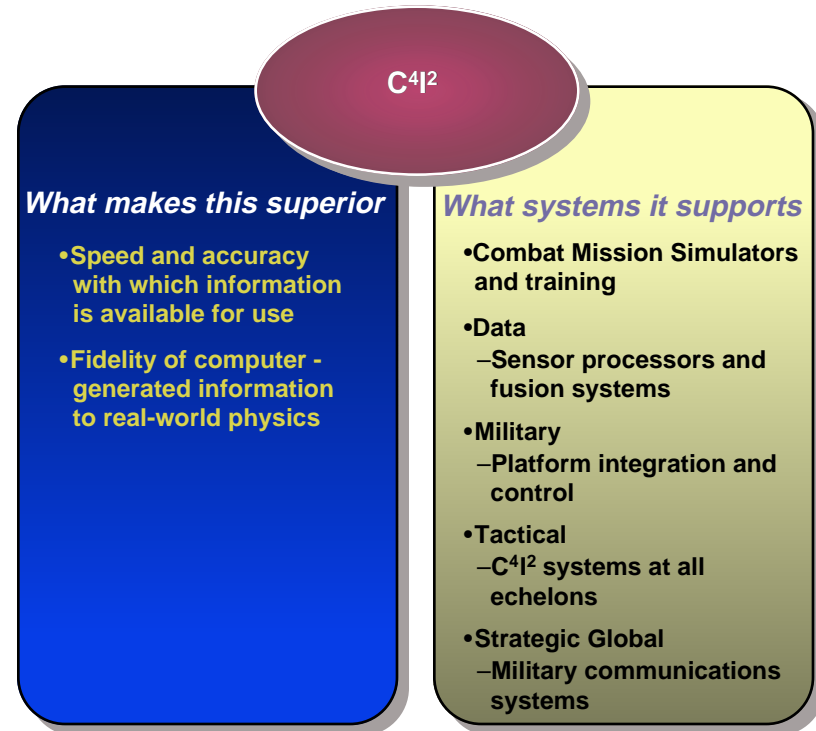 C⁴I²
What makes this superior
•Speed and accuracy
with which information
is available for use
•Fidelity of computer -
generated information
to real-world physics
What systems it supports
•Combat Mission Simulators
and training
•Data
–Sensor processors and
fusion systems
•Military
–Platform integration and
control
•Tactical
–C⁴I² systems at all
echelons
•Strategic Global
–Military communications
systems